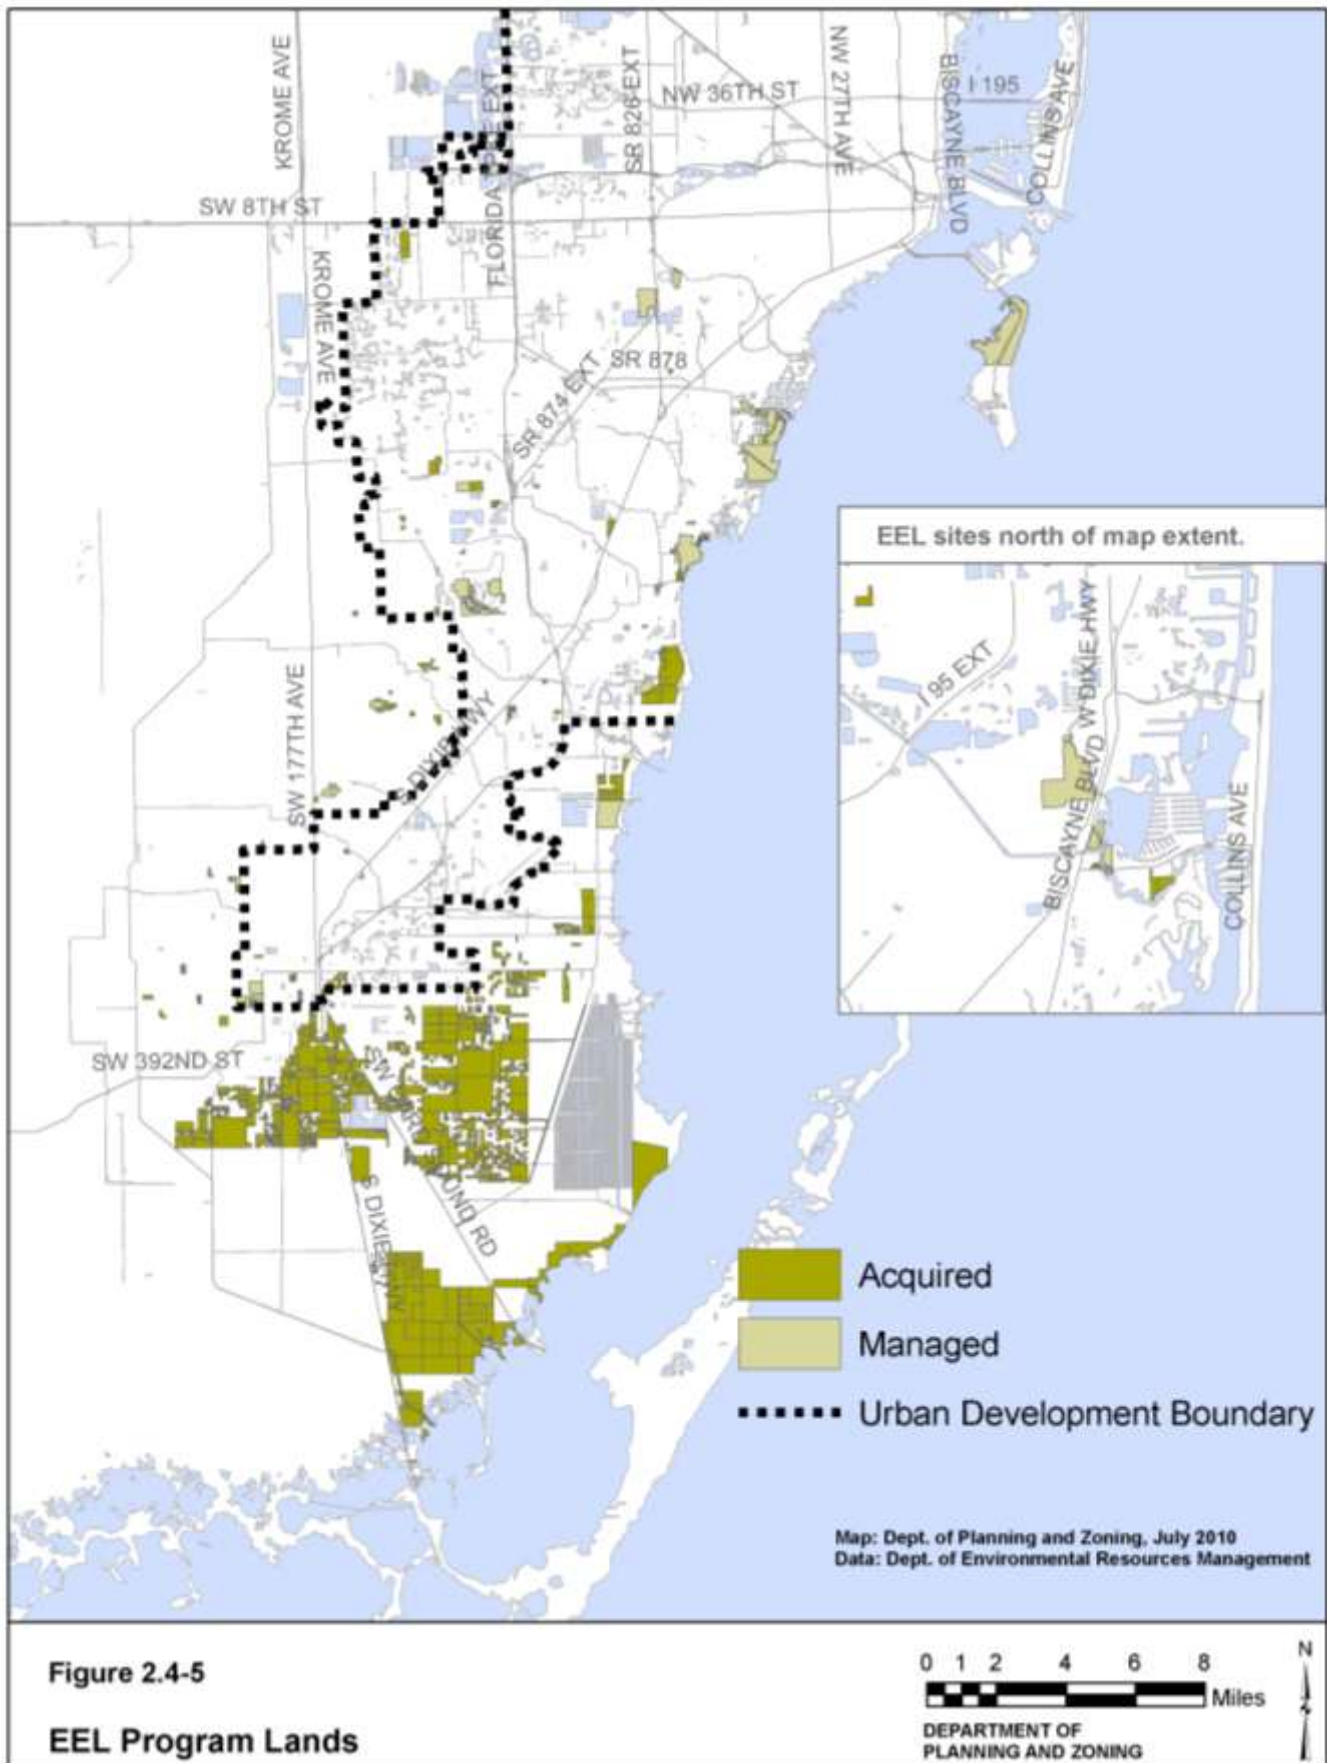 KROME AVE
FLORIDA
EXT
SR 826 EXT
NW 36TH ST
NW 27TH AVE
BISCAYNE BLVD
I 195
COLLINS AVE
SW 8TH ST
KROME AVE
SR 878
SR 874 EXT
EEL sites north of map extent.
I 95 EXT
W DIXIE HWY
BISCAYNE BLVD
COLLINS AVE
SW 177TH AVE
S DIXIE HWY
SW 392ND ST
SW
RD
S DIXIE HWY
Acquired
Managed
Urban Development Boundary
Map: Dept. of Planning and Zoning, July 2010
Data: Dept. of Environmental Resources Management
Figure 2.4-5
EEL Program Lands
0 1 2 4 6 8
Miles
N
DEPARTMENT OF
PLANNING AND ZONING